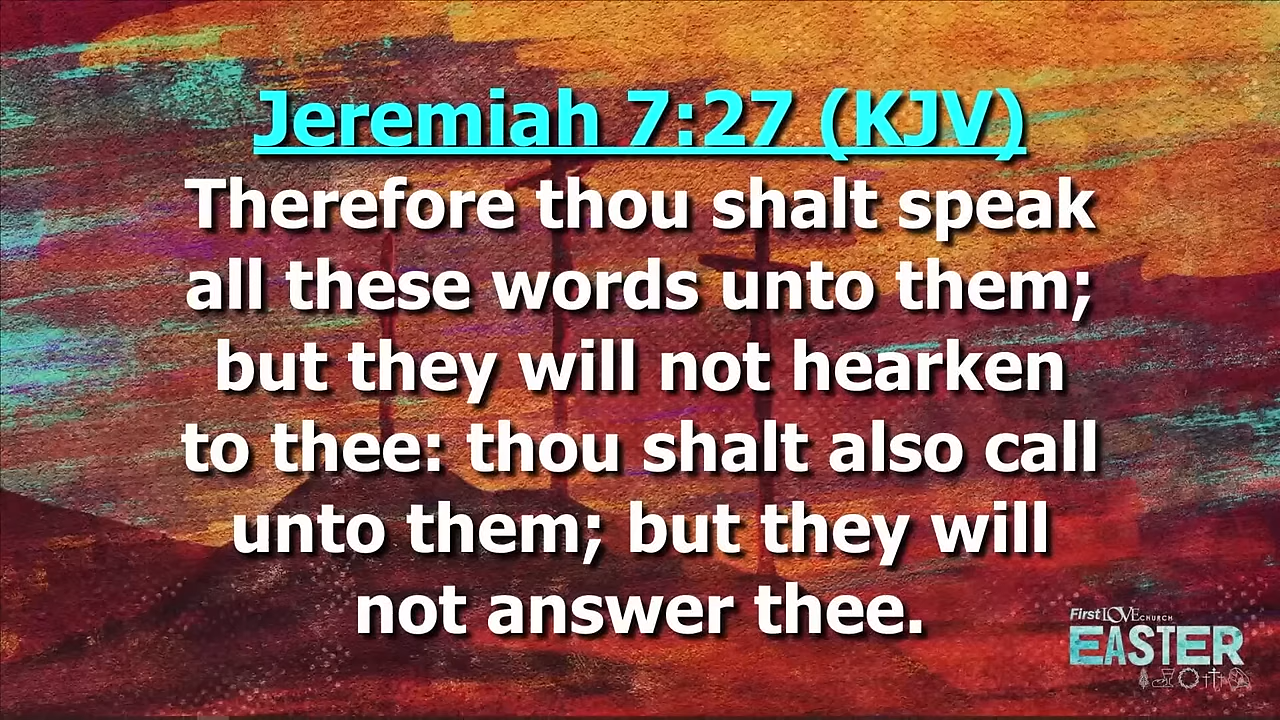 Jeremiah 7:27 (KJV)
Therefore thou shalt speak
all these words unto them;
but they will not hearken
to thee: thou shalt also call
unto them; but they will
not answer thee.
First LOVE CHURCH
EASTER